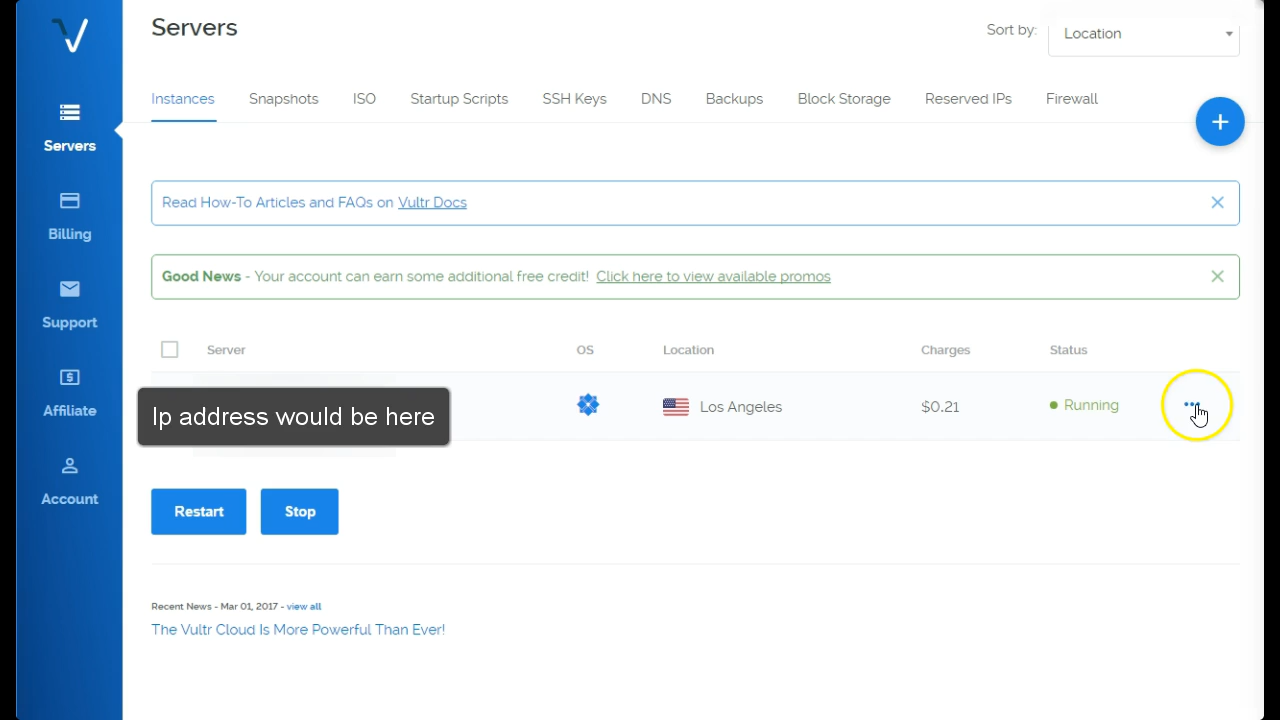 Servers
Sort by:
Location
Instances
Snapshots
ISO
Startup Scripts
SSH Keys
DNS
Backups
Block Storage
Reserved IPs
Firewall
Servers
Billing
Support
Affiliate
Account
Read How-To Articles and FAQs on Vultr Docs
Good News - Your account can earn some additional free credit! Click here to view available promos
Server
OS
Location
Charges
Status
Ip address would be here
Los Angeles
$0.21
Running
Restart
Stop
Recent News - Mar 01, 2017 - view all
The Vultr Cloud Is More Powerful Than Ever!